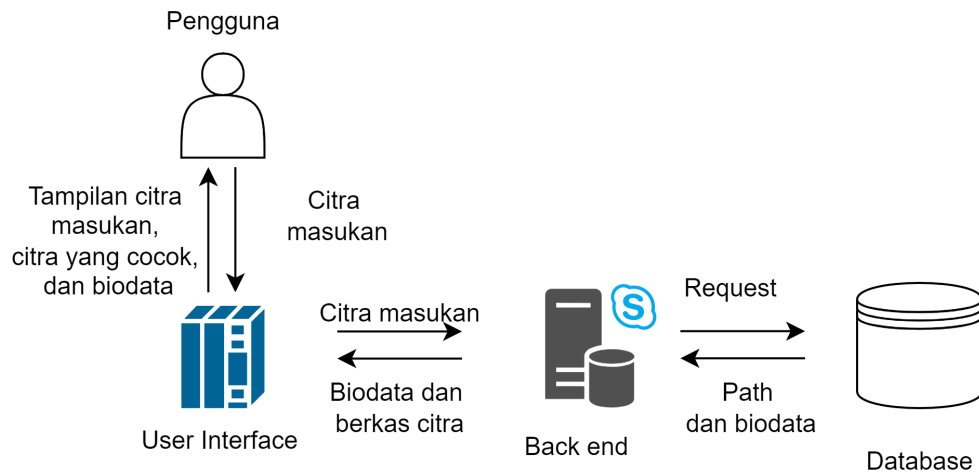 Pengguna
Tampilan citra
masukan,
citra yang cocok,
dan biodata
Citra
masukan
Citra masukan
Biodata dan
berkas citra
User Interface
S
Back end
Request
Path
dan biodata
Database